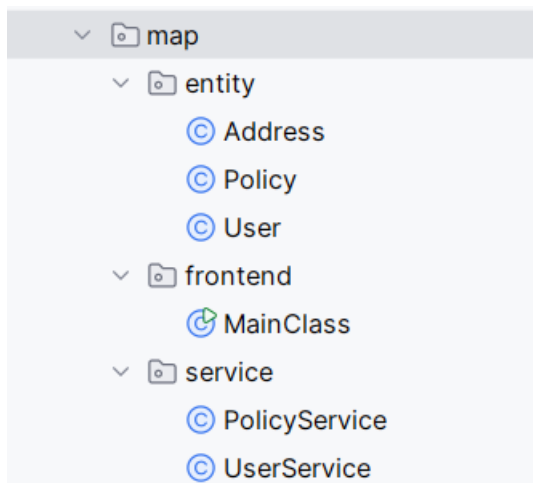 map
entity
C Address
C Policy
C User
frontend
C MainClass
service
C PolicyService
C UserService